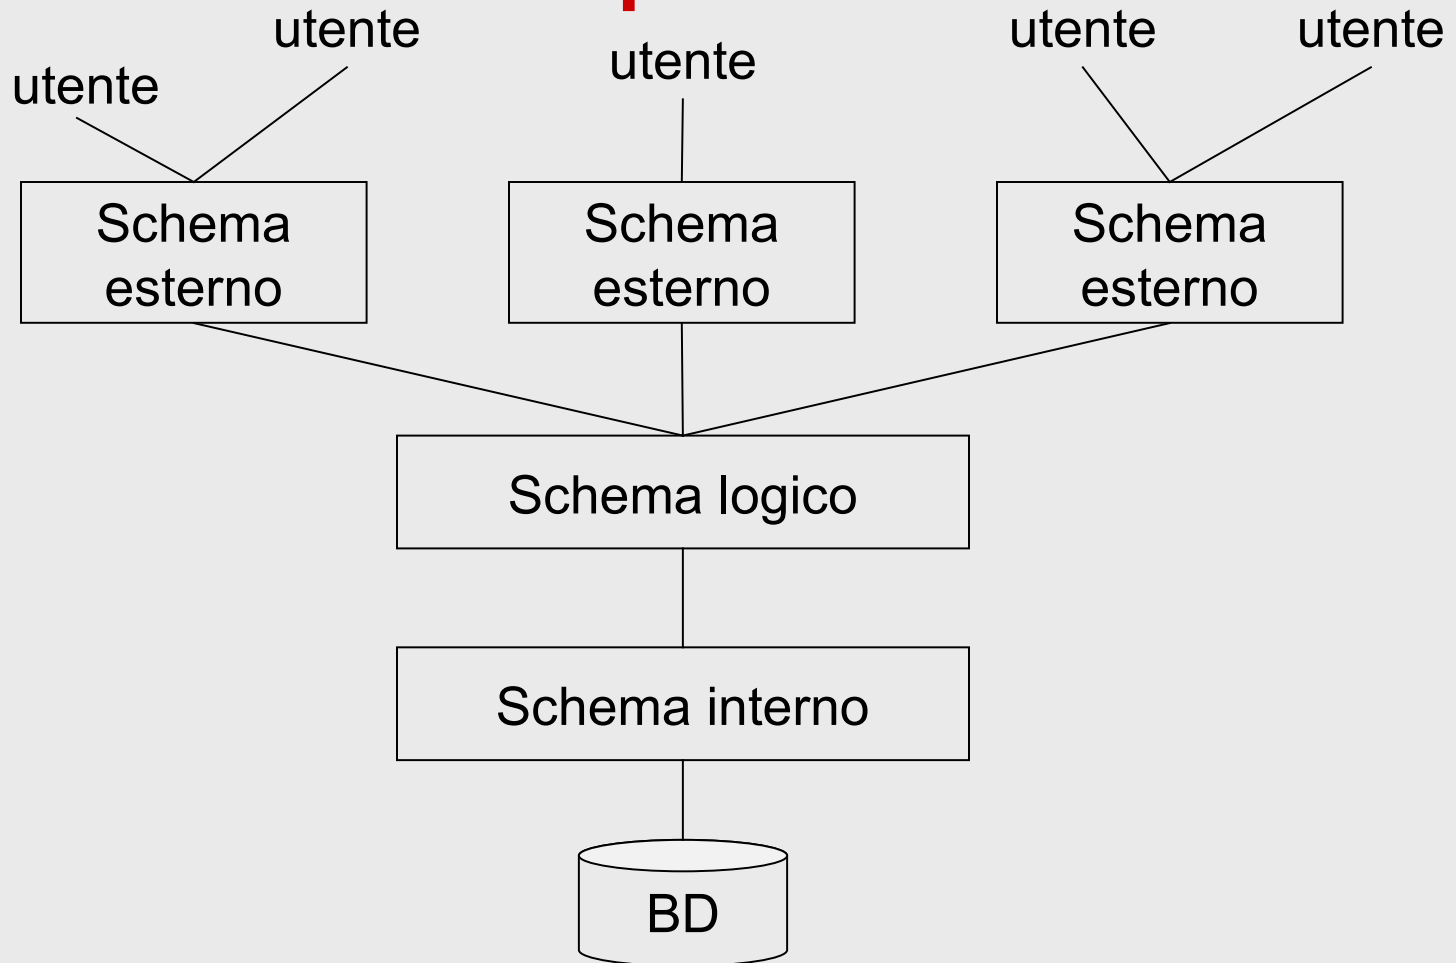 utente
utente
utente
utente
utente
Schema
esterno
Schema
esterno
Schema
esterno
Schema logico
Schema interno
BD